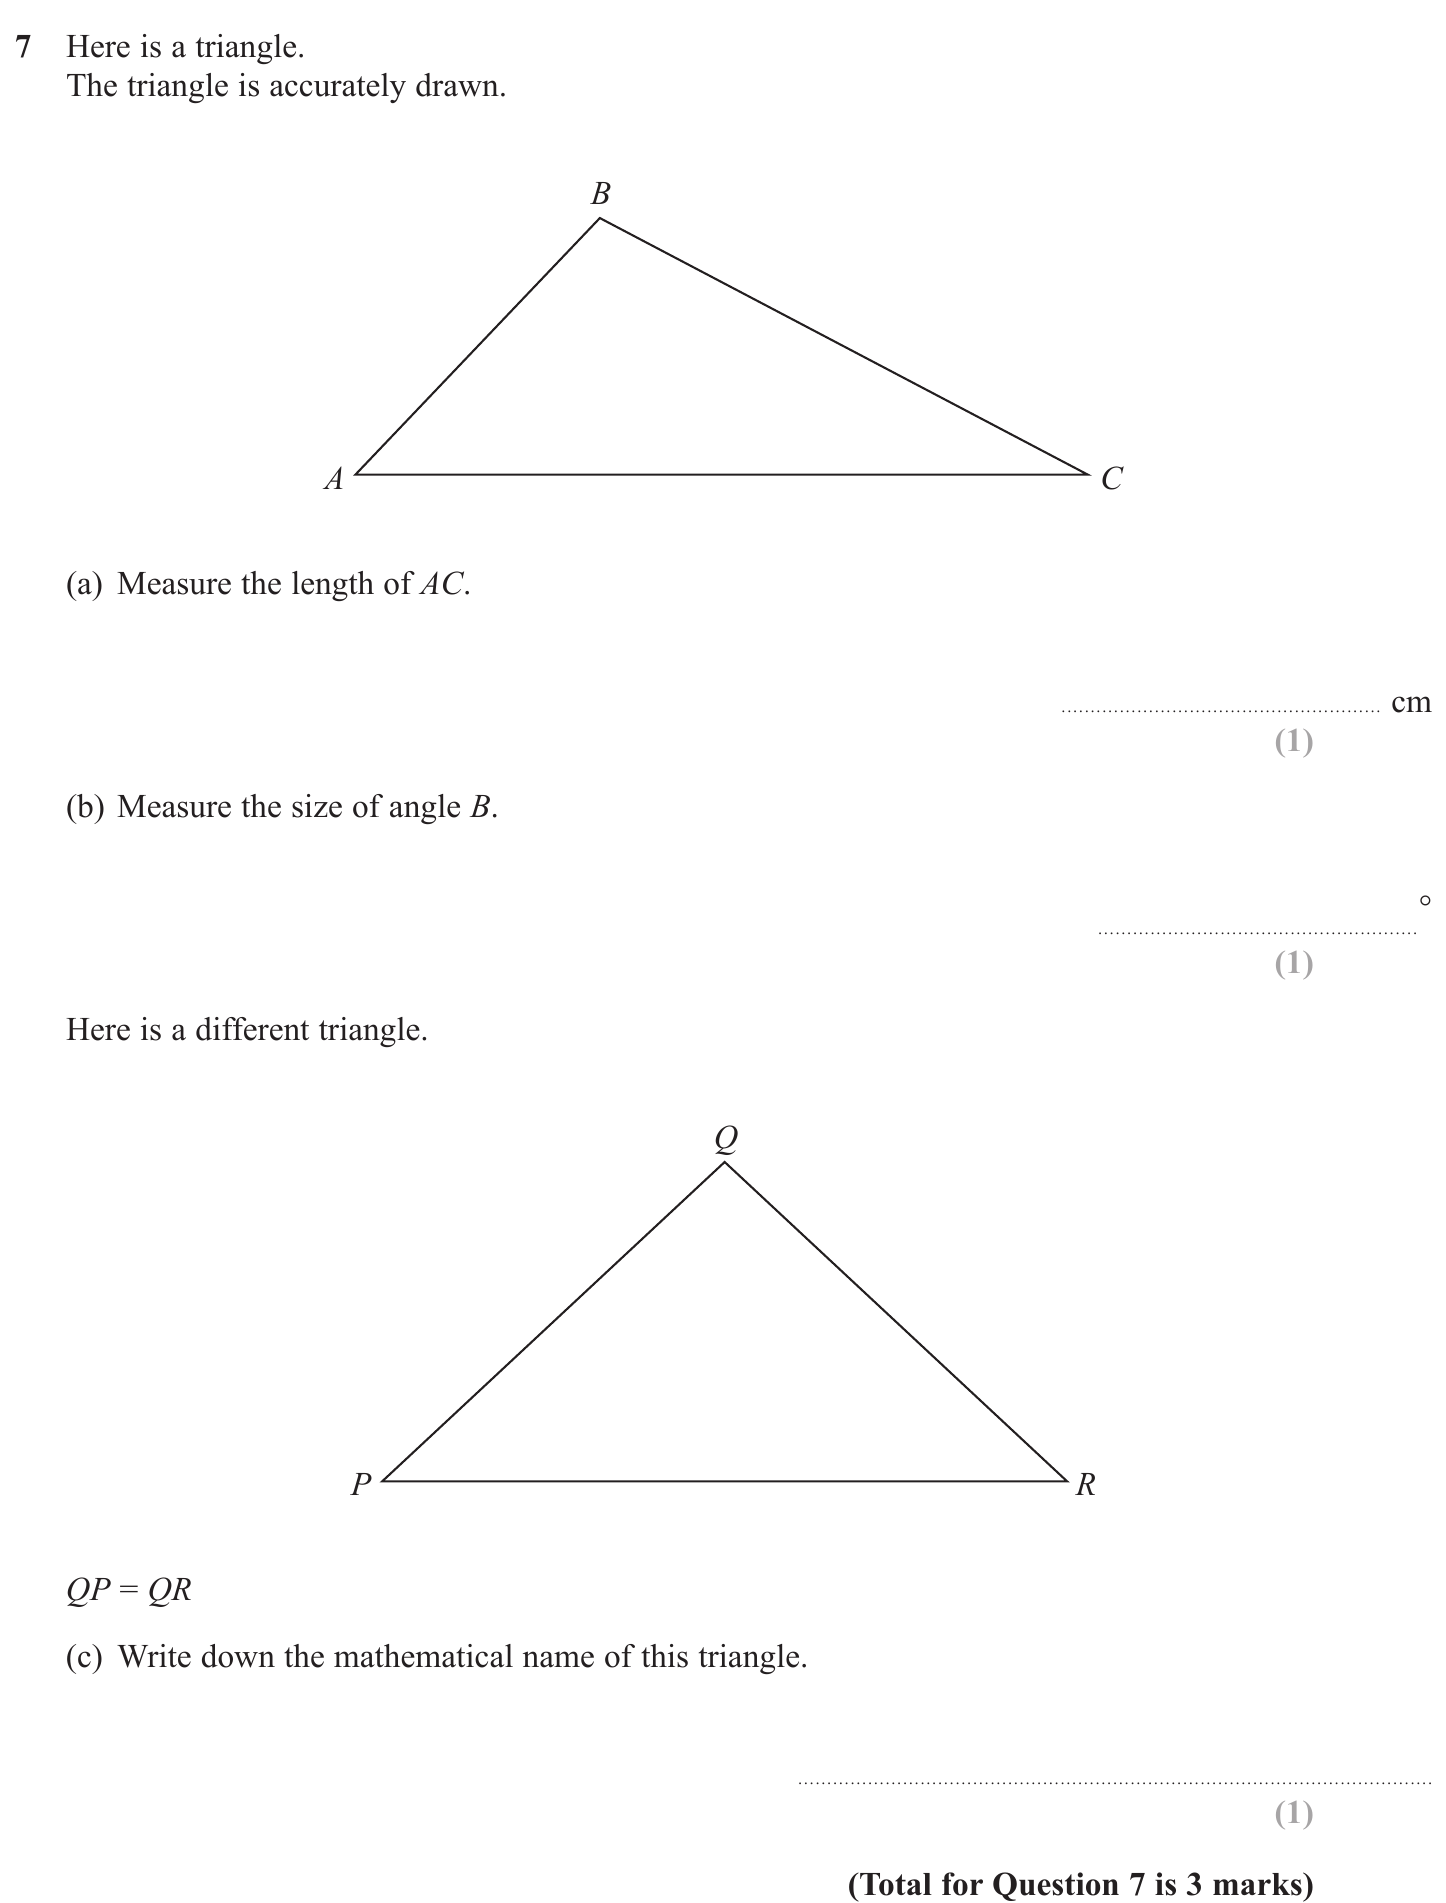 7 Here is a triangle.
The triangle is accurately drawn.
B
A
C
(a) Measure the length of AC.
........................................................ cm
(1)
(b) Measure the size of angle B.
°
........................................................
(1)
Here is a different triangle.
Q
P
R
QP = QR
(c) Write down the mathematical name of this triangle.
................................................................................................................
(1)
(Total for Question 7 is 3 marks)